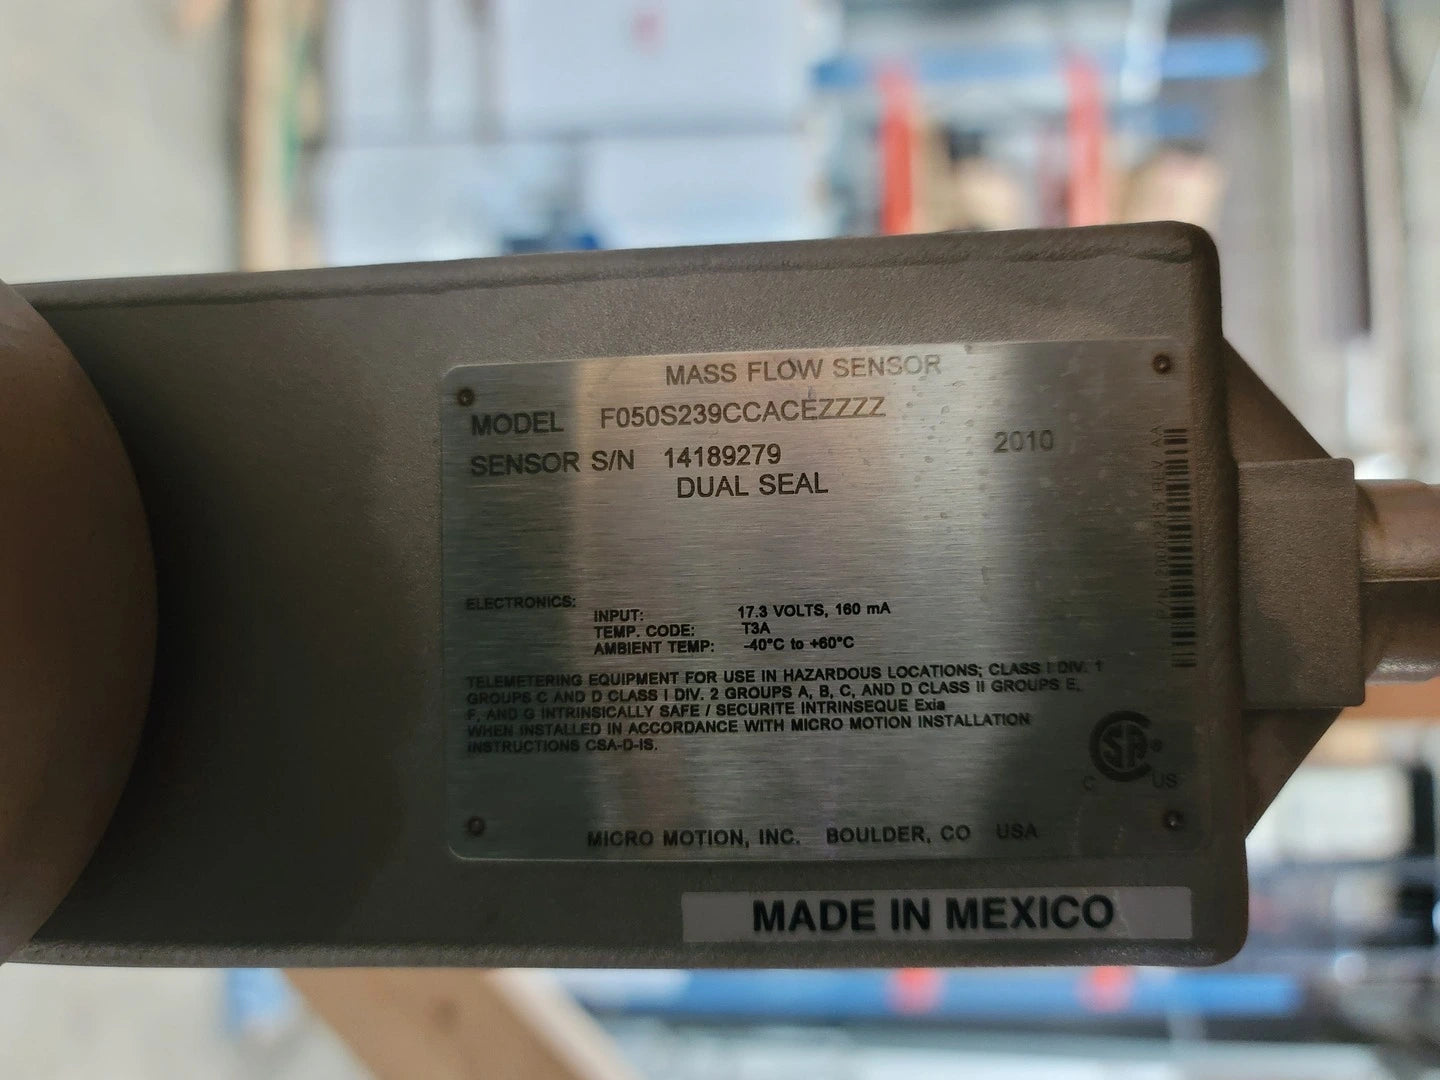 MASS FLOW SENSOR
MODEL F050S239CCACEZZZZ
SENSOR S/N 14189279 2010
DUAL SEAL
ELECTRONICS:
INPUT: 17.3 VOLTS, 160 mA
TEMP. CODE: T3A
AMBIENT TEMP: -40°C to +60°C
TELEMETERING EQUIPMENT FOR USE IN HAZARDOUS LOCATIONS; CLASS I DIV. 1
GROUPS C AND D CLASS I DIV. 2 GROUPS A, B, C, AND D CLASS II GROUPS E,
F, AND G INTRINSICALLY SAFE / SECURITE INTRINSEQUE Exia
WHEN INSTALLED IN ACCORDANCE WITH MICRO MOTION INSTALLATION
INSTRUCTIONS CSA-D-IS.
SA ®
C US
MICRO MOTION, INC. BOULDER, CO USA
MADE IN MEXICO
REV AA